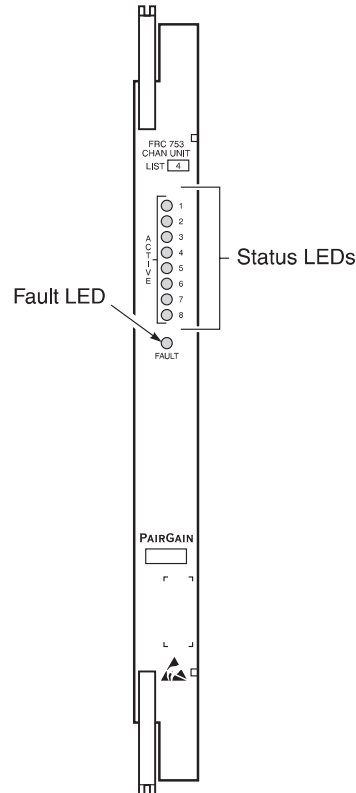 FRC 753
CHAN UNIT
LIST 4
ACTIVE
1
2
3
4
5
6
7
8
Status LEDs
Fault LED
FAULT
PAIRGAIN